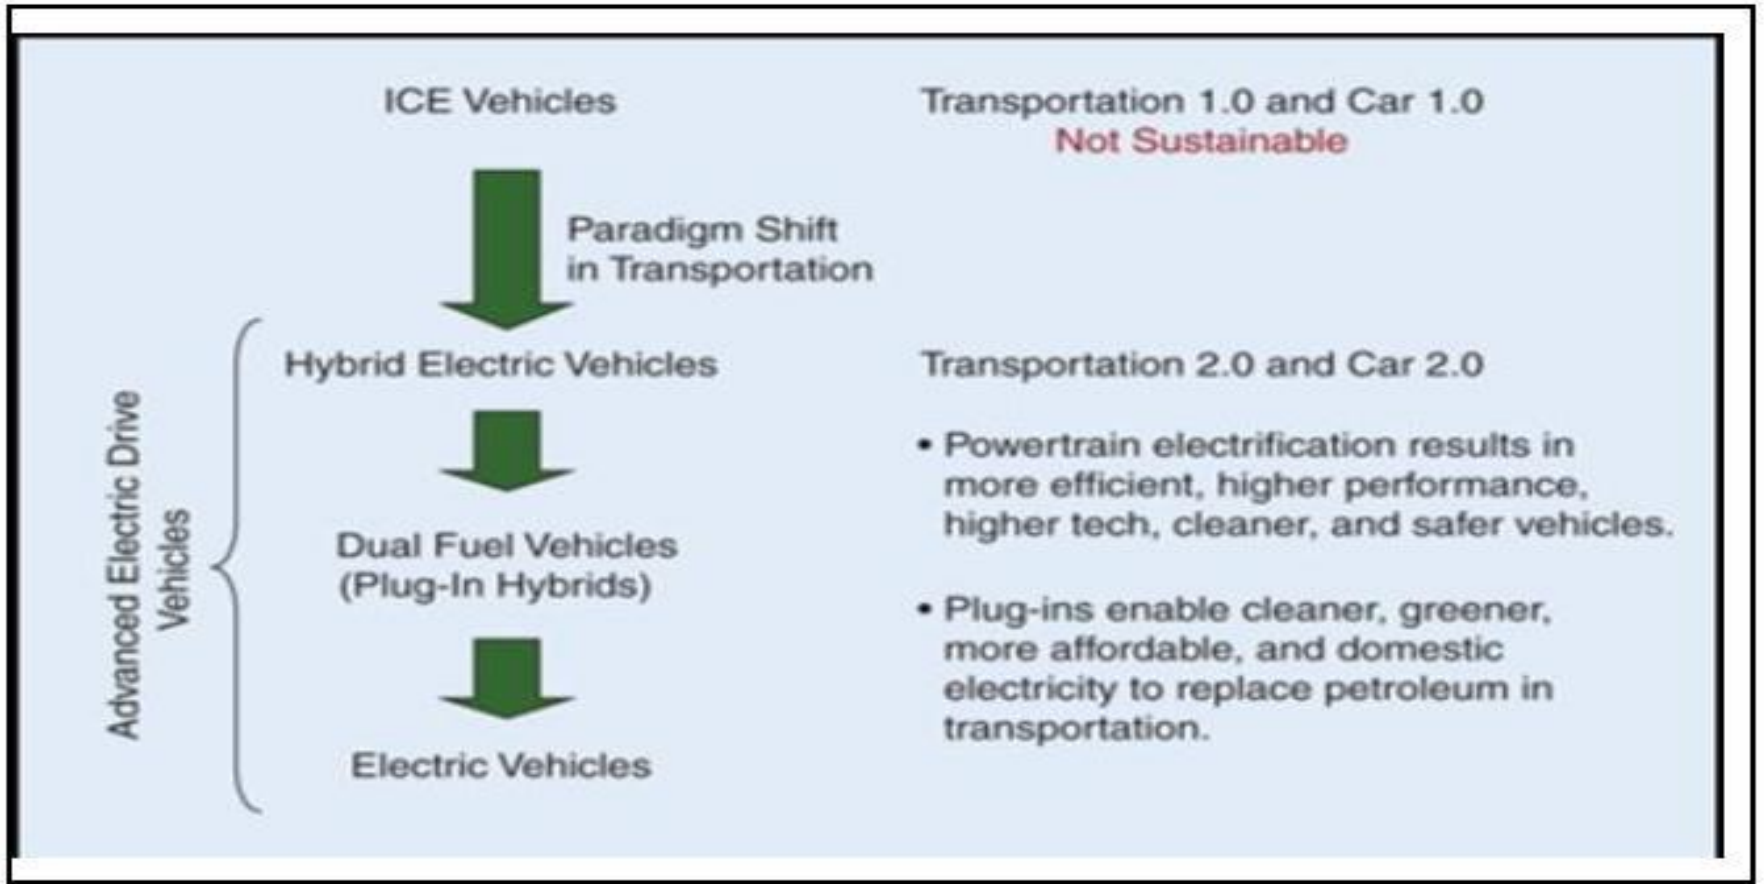 ICE Vehicles
Transportation 1.0 and Car 1.0
Not Sustainable
Paradigm Shift
in Transportation
Advanced Electric Drive
Vehicles
Hybrid Electric Vehicles
Dual Fuel Vehicles
(Plug-In Hybrids)
Electric Vehicles
Transportation 2.0 and Car 2.0
• Powertrain electrification results in
more efficient, higher performance,
higher tech, cleaner, and safer vehicles.
• Plug-ins enable cleaner, greener,
more affordable, and domestic
electricity to replace petroleum in
transportation.